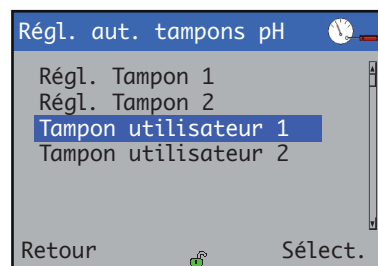 Régl. aut. tampons pH
Régl. Tampon 1
Régl. Tampon 2
Tampon utilisateur 1
Tampon utilisateur 2
Retour Sélect.